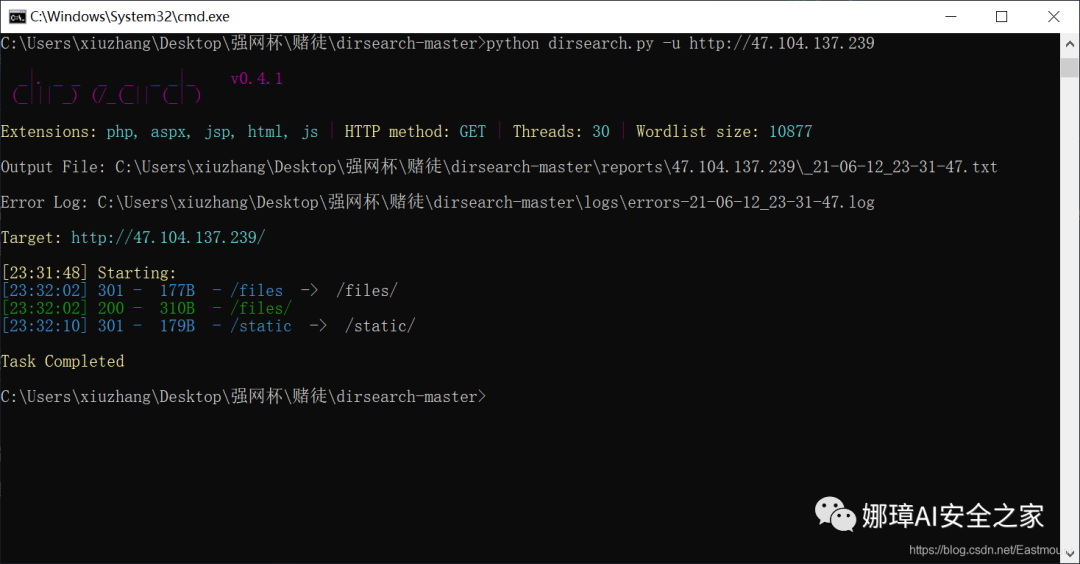 C:\Windows\System32\cmd.exe
C:\Users\xiuzhang\Desktop\强网杯\赌徒\dirsearch-master>python dirsearch.py -u http://47.104.137.239
dirsearch v0.4.1
Extensions: php, aspx, jsp, html, js | HTTP method: GET | Threads: 30 | Wordlist size: 10877
Output File: C:\Users\xiuzhang\Desktop\强网杯\赌徒\dirsearch-master\reports\47.104.137.239\_21-06-12_23-31-47.txt
Error Log: C:\Users\xiuzhang\Desktop\强网杯\赌徒\dirsearch-master\logs\errors-21-06-12_23-31-47.log
Target: http://47.104.137.239/
[23:31:48] Starting:
[23:32:02] 301 - 177B - /files -> /files/
[23:32:02] 200 - 310B - /files/
[23:32:10] 301 - 179B - /static -> /static/
Task Completed
C:\Users\xiuzhang\Desktop\强网杯\赌徒\dirsearch-master>
娜璋AI安全之家
https://blog.csdn.net/Eastmou